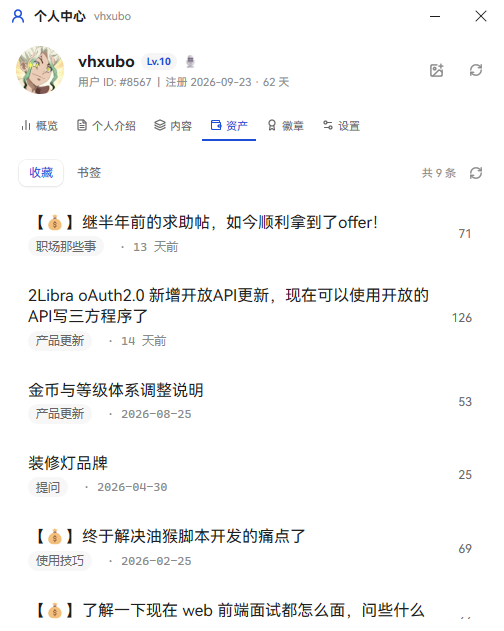 个人中心 vhxubo
vhxubo Lv.10
用户 ID: #8567 | 注册 2026-09-23 · 62 天
概览 个人介绍 内容 资产 徽章 设置
收藏 书签 共 9 条
【💰】继半年前的求助帖，如今顺利拿到了offer！
71
职场那些事 · 13 天前
2Libra oAuth2.0 新增开放API更新，现在可以使用开放的
API写三方程序了
126
产品更新 · 14 天前
金币与等级体系调整说明
53
产品更新 · 2026-08-25
装修灯品牌
25
提问 · 2026-04-30
【💰】终于解决油猴脚本开发的痛点了
69
使用技巧 · 2026-02-25
【💰】了解一下现在 web 前端面试都怎么面，问些什么